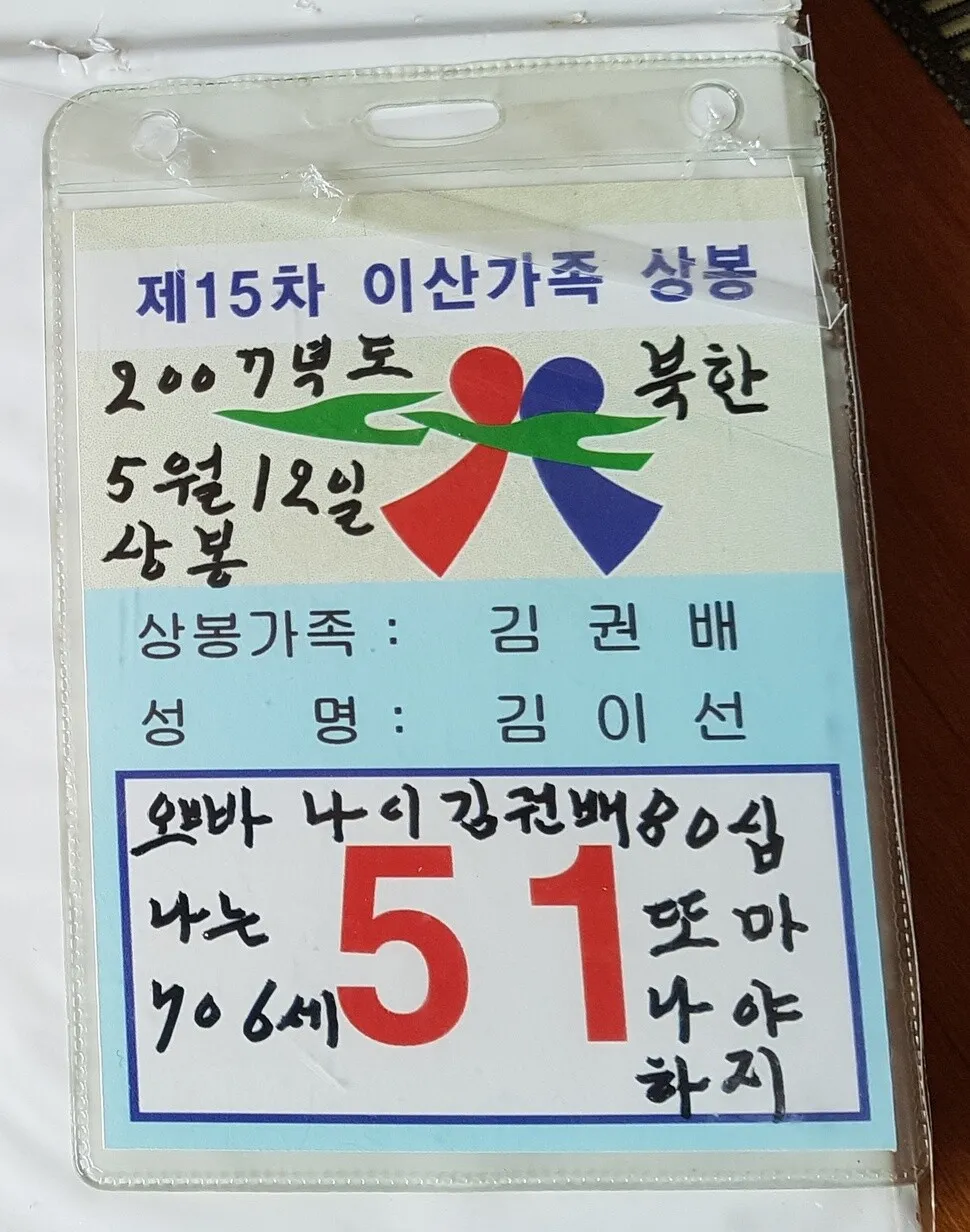 제15차 이산가족 상봉
2007년도 북한
5월 12일
상봉
상봉가족 : 김 권 배
성 명 : 김 이 선
오빠 나이 김권배 80심
나는 51 또 마
706세 나 야
하지